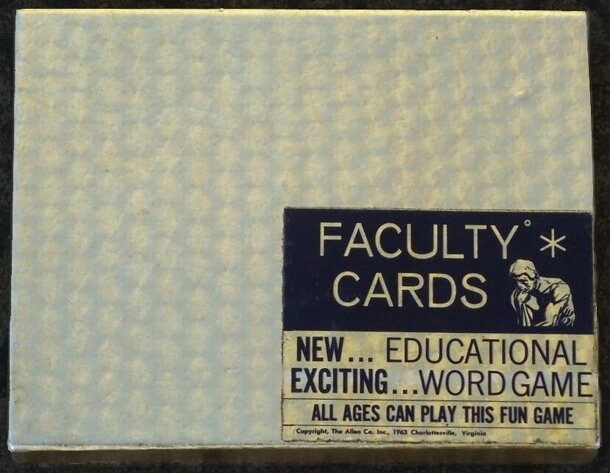 FACULTY° *
CARDS
NEW... EDUCATIONAL
EXCITING...WORD GAME
ALL AGES CAN PLAY THIS FUN GAME
Copyright, The Allen Co. Inc., 1963 Charlottesville, Virginia